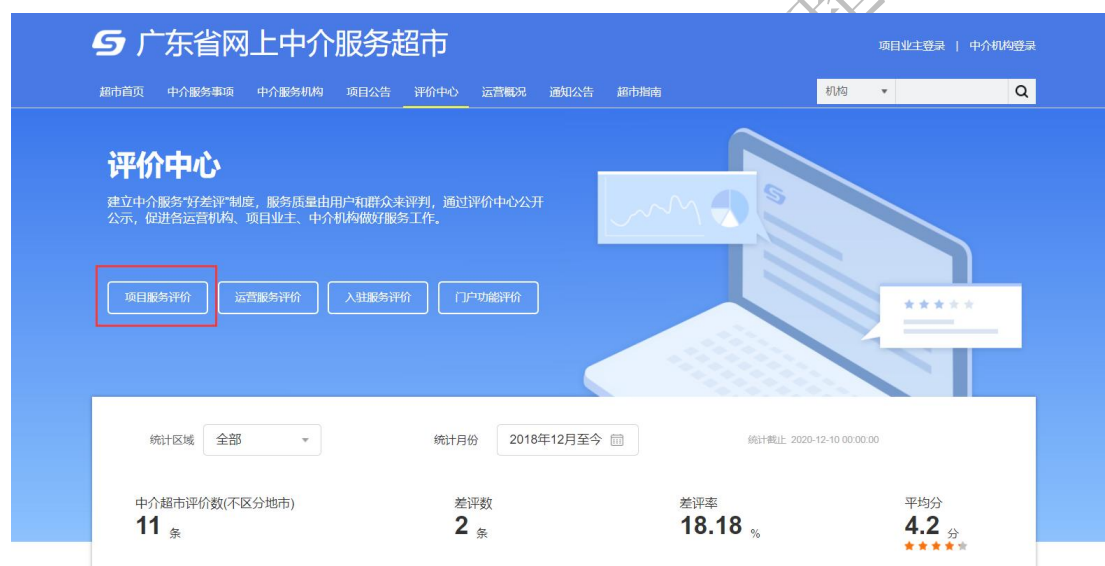 广东省网上中介服务超市
项目业主登录 | 中介机构登录
超市首页 中介服务事项 中介服务机构 项目公告 评价中心 运营概况 通知公告 超市指南 机构
评价中心
建立中介服务“好差评”制度，服务质量由用户和群众来评判，通过评价中心公开
公示，促进各运营机构、项目业主、中介机构做好服务工作。
项目服务评价 运营服务评价 入驻服务评价 门户功能评价
统计区域 全部 统计月份 2018年12月至今 统计截止 2020-12-10 00:00:00
中介超市评价数(不区分地市) 差评数 差评率 平均分
11 条 2 条 18.18 % 4.2 分